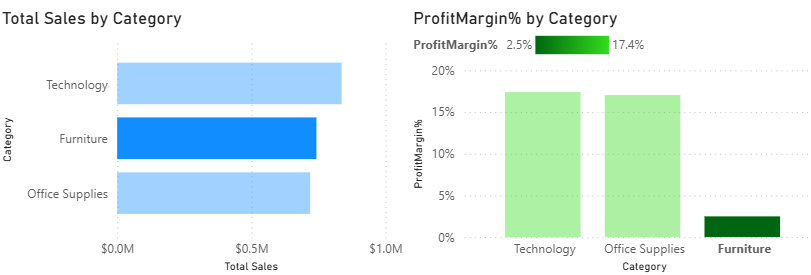 Total Sales by Category
Technology
Furniture
Office Supplies
Category
$0.0M $0.5M $1.0M
Total Sales
ProfitMargin% by Category
ProfitMargin% 2.5% 17.4%
20%
15%
10%
5%
0%
ProfitMargin%
Technology Office Supplies Furniture
Category